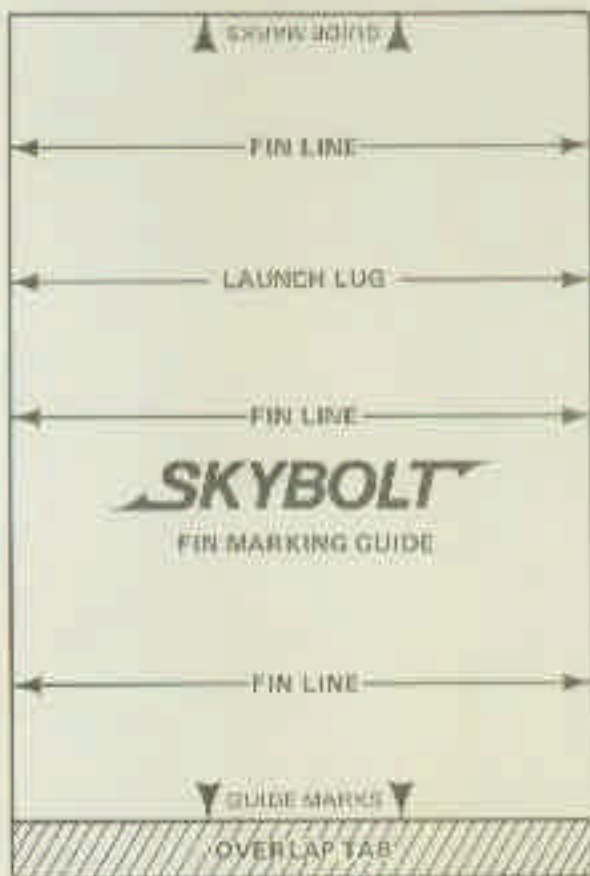 GUIDE MARKS
FIN LINE
LAUNCH LUG
FIN LINE
SKYBOLT
FIN MARKING GUIDE
FIN LINE
GUIDE MARKS
OVERLAP TAB